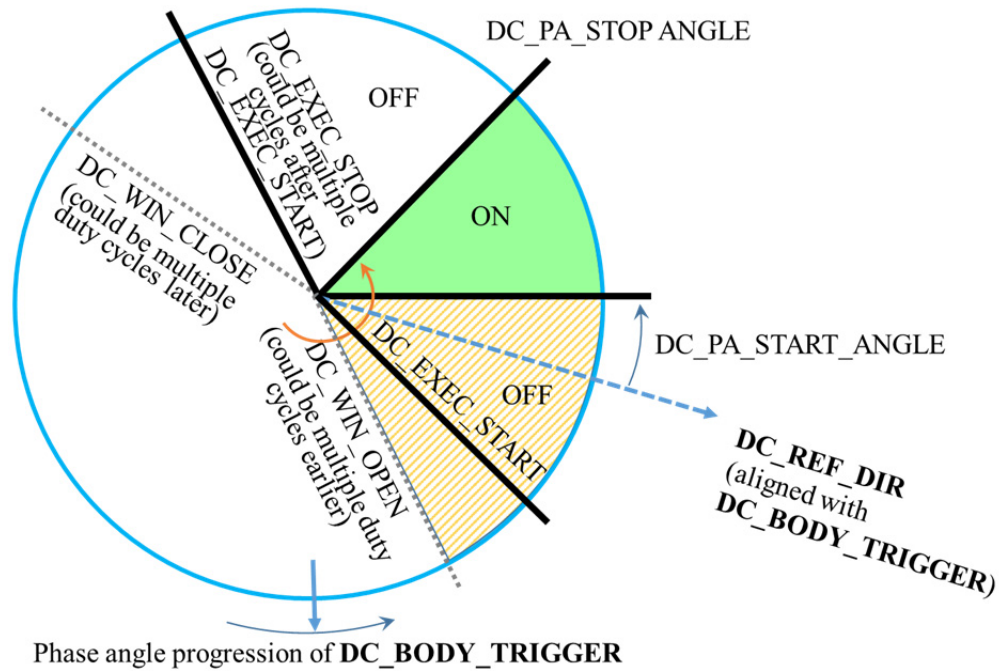 DC_PA_STOP ANGLE
DC_EXEC_STOP
(could be multiple
cycles after
DC_EXEC_START)
OFF
ON
DC_WIN_CLOSE
(could be multiple
duty cycles later)
DC_PA_START_ANGLE
DC_EXEC_START
OFF
DC_WIN_OPEN
(could be multiple duty
cycles earlier)
DC_REF_DIR
(aligned with
DC_BODY_TRIGGER)
Phase angle progression of DC_BODY_TRIGGER